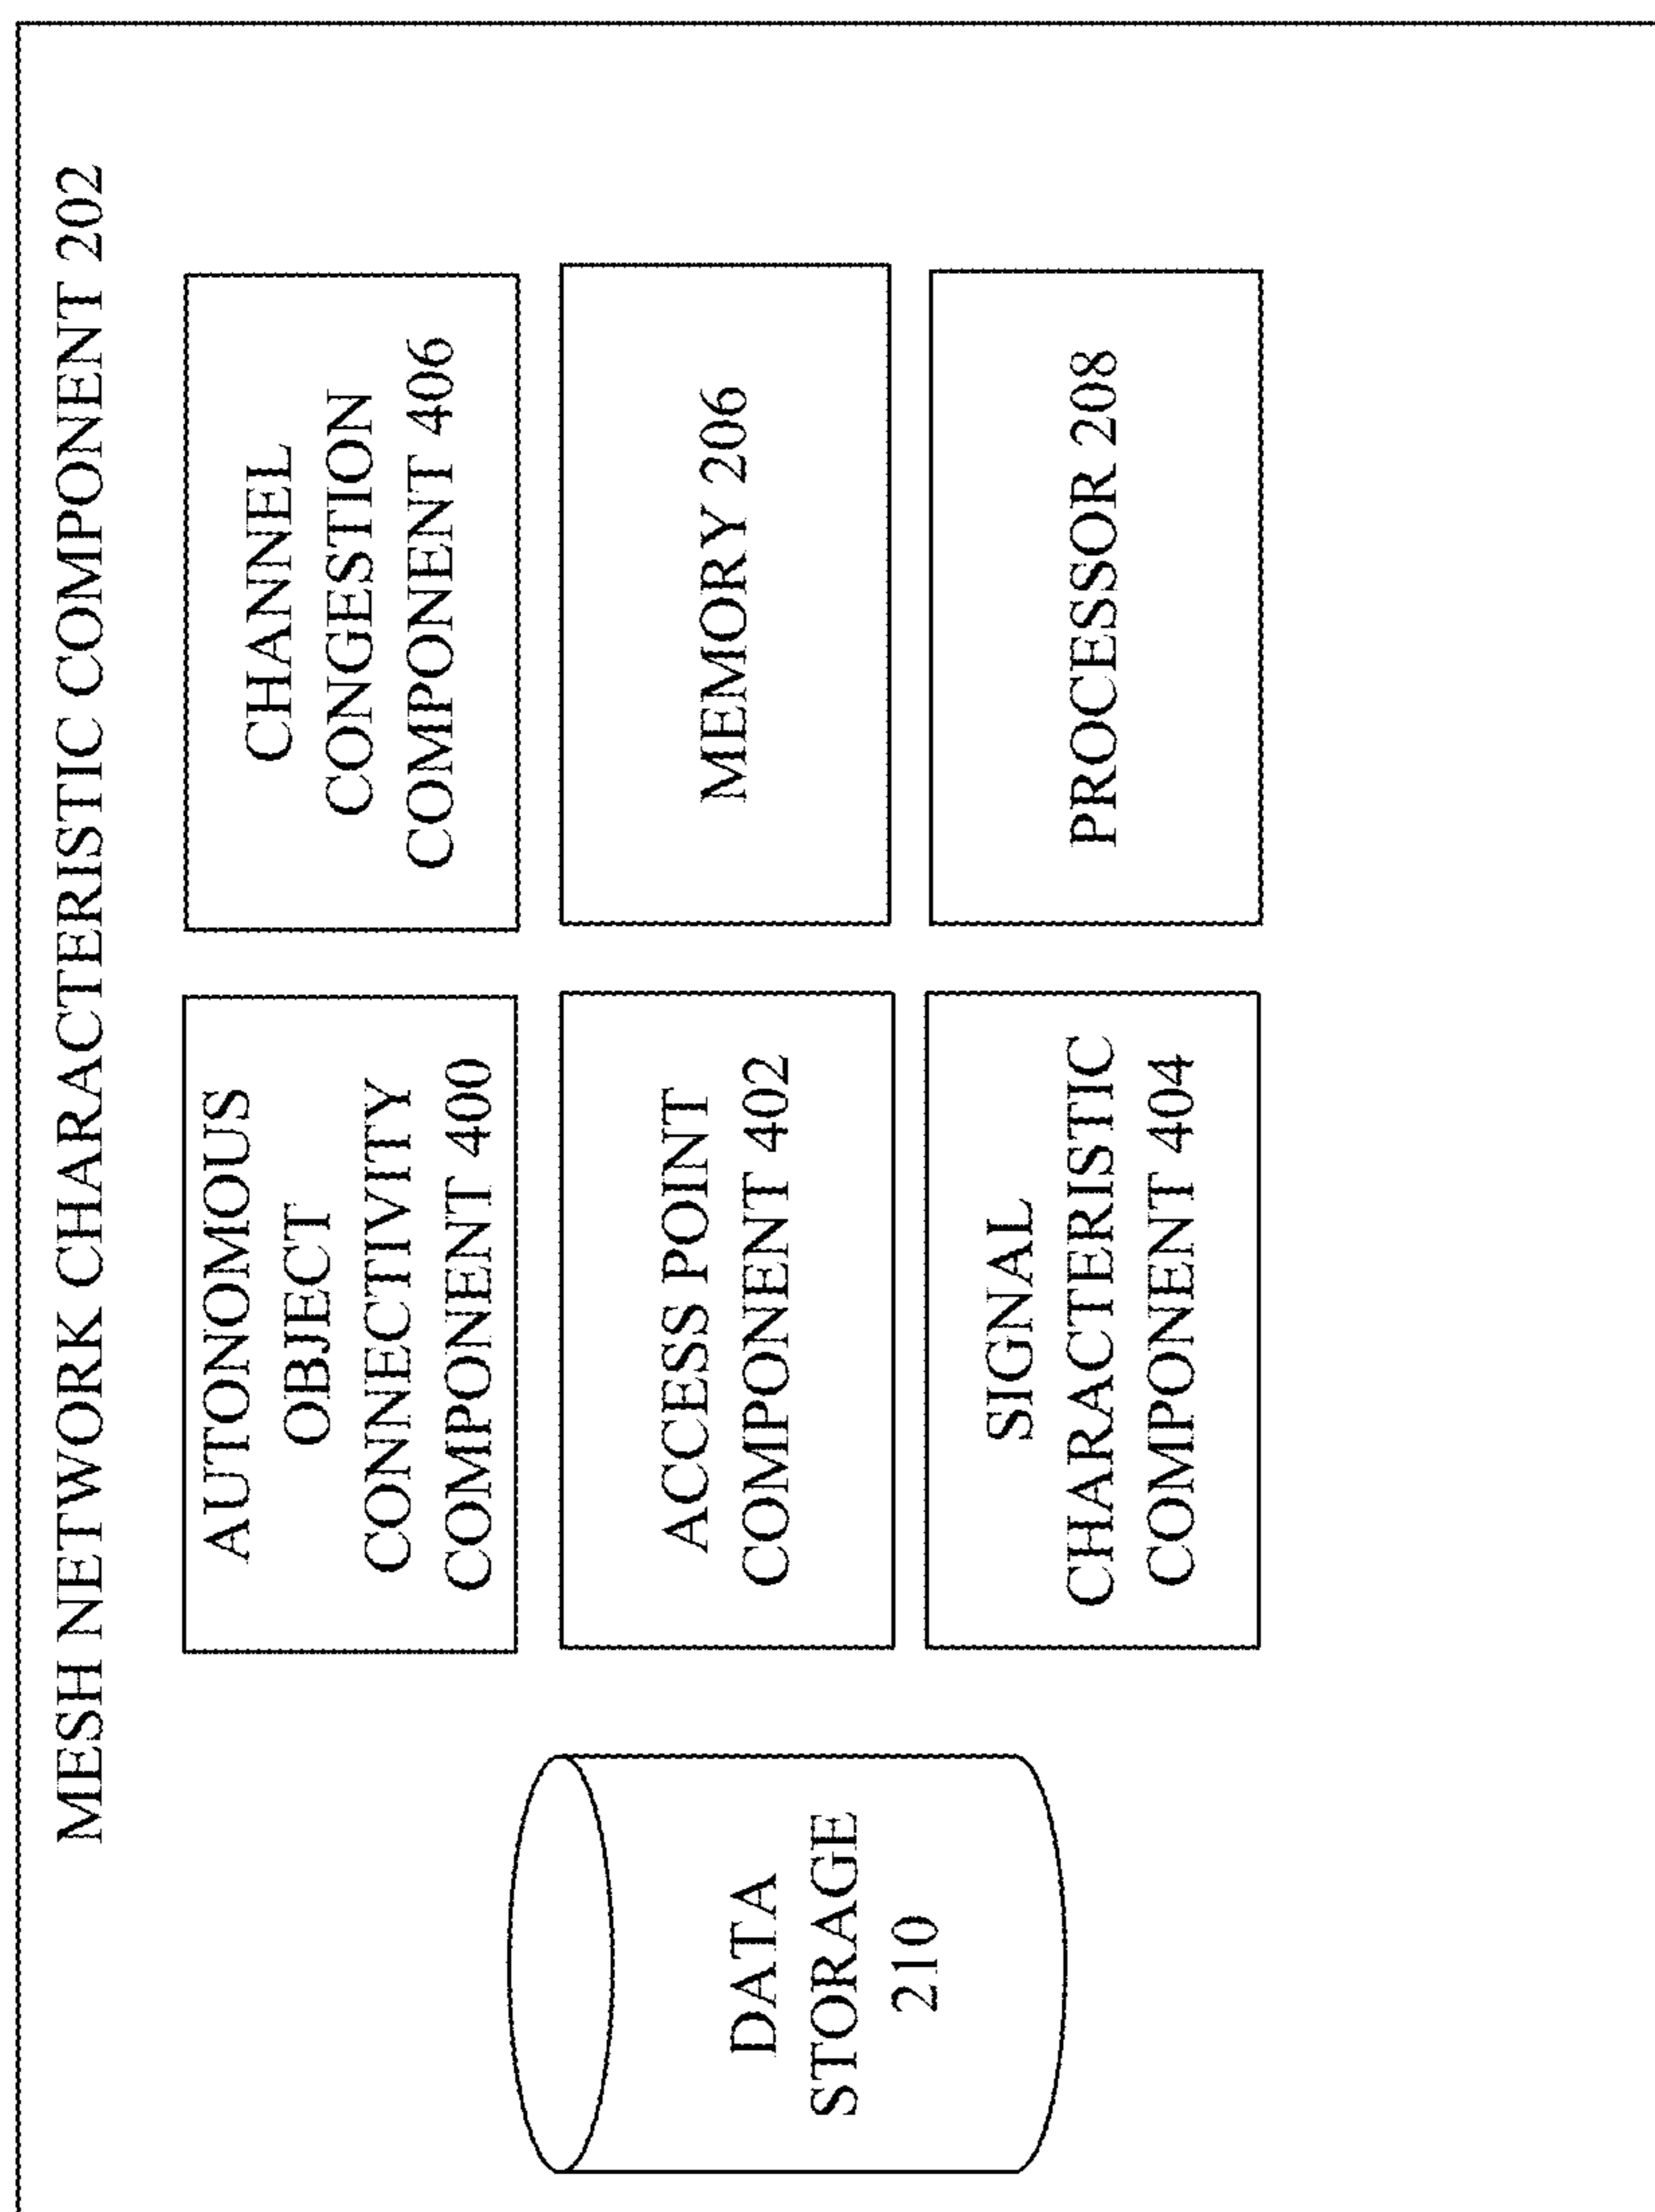 MESH NETWORK CHARACTERISTIC COMPONENT 202
DATA
STORAGE
210
AUTONOMOUS
OBJECT
CONNECTIVITY
COMPONENT 400
CHANNEL
CONGESTION
COMPONENT 406
ACCESS POINT
COMPONENT 402
MEMORY 206
SIGNAL
CHARACTERISTIC
COMPONENT 404
PROCESSOR 208